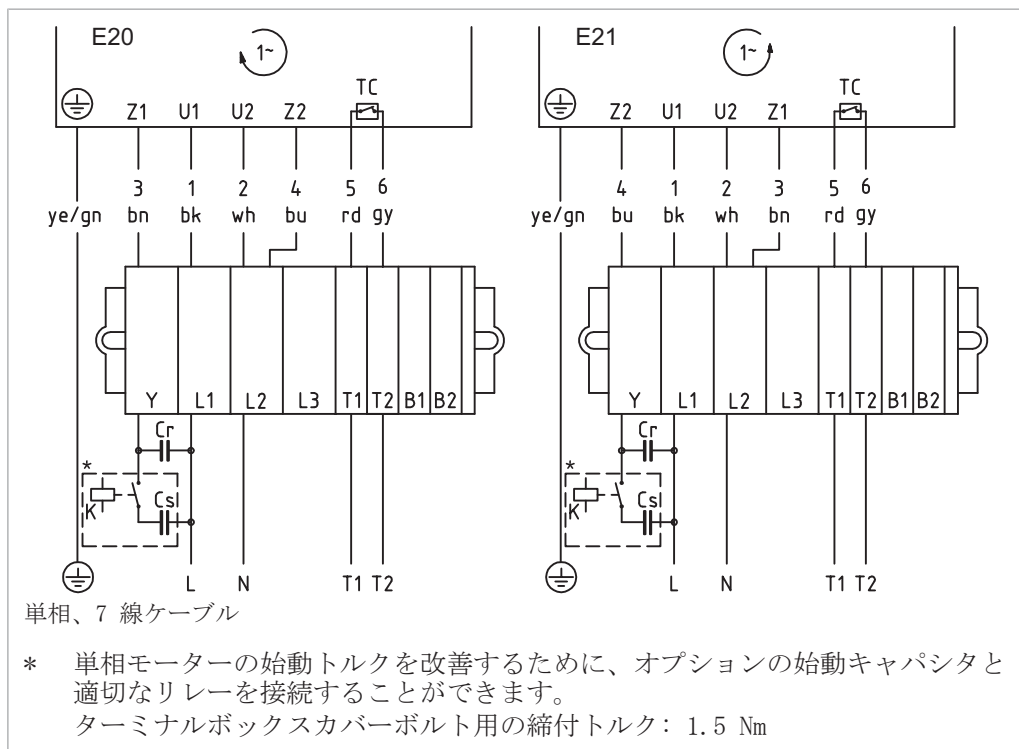 E20 1~ E21 1~
TC TC
Z1 U1 U2 Z2 Z2 U1 U2 Z1
3 1 2 4 5 6 4 1 2 3 5 6
ye/gn bn bk wh bu rd gy ye/gn bu bk wh bn rd gy
Y L1 L2 L3 T1 T2 B1 B2 Y L1 L2 L3 T1 T2 B1 B2
Cr Cr
* *
K Cs K Cs
L N T1 T2 L N T1 T2
単相、7 線ケーブル
* 単相モーターの始動トルクを改善するために、オプションの始動キャパシタと
適切なリレーを接続することができます。
ターミナルボックスカバーボルト用の締付トルク: 1.5 Nm